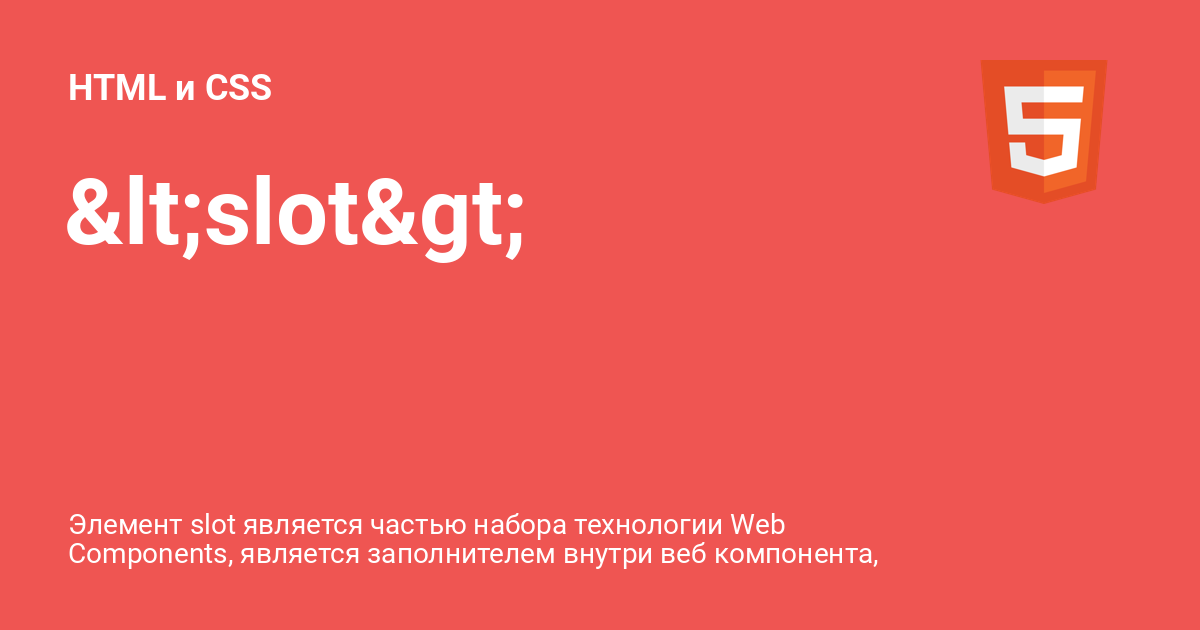 HTML и CSS
&lt;slot&gt;
Элемент slot является частью набора технологии Web
Components, является заполнителем внутри веб компонента,